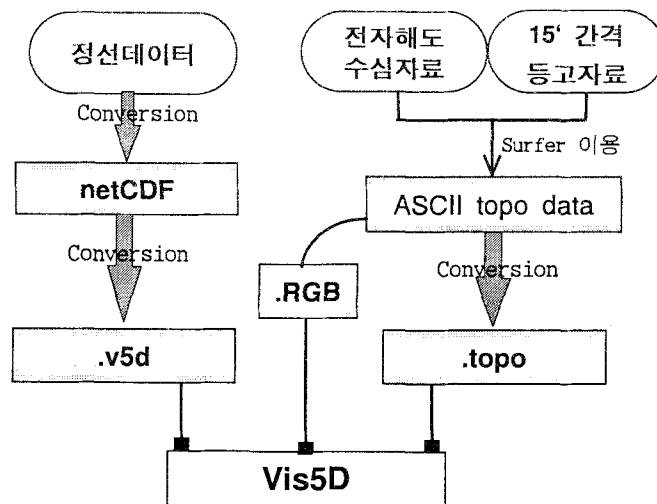 정선데이터
전자해도
수심자료
15‘ 간격
등고자료
Conversion
Surfer 이용
netCDF
ASCII topo data
Conversion
Conversion
.RGB
.v5d
.topo
Vis5D